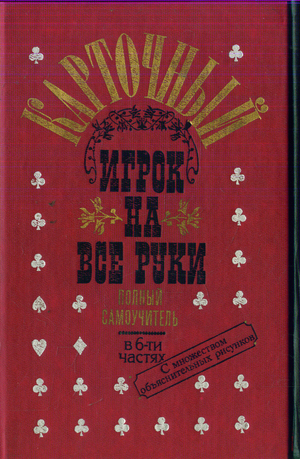 КАРТОЧНЫЙ
ИГРОК
НА
ВСЕ РУКИ
ПОЛНЫЙ
САМОУЧИТЕЛЬ
В 6-ТИ
ЧАСТЯХ
С множеством
объяснительных рисунков